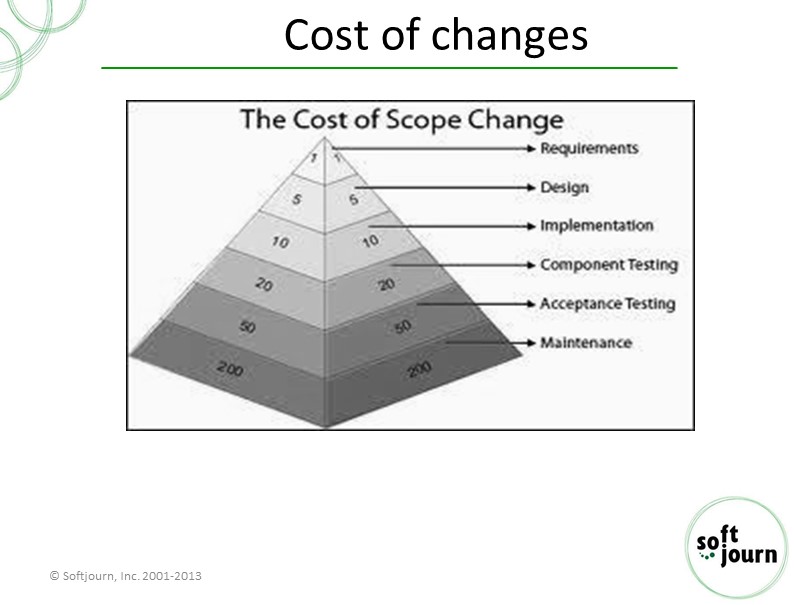 Cost of changes
The Cost of Scope Change
1 1 Requirements
5 5 Design
10 10 Implementation
20 20 Component Testing
50 50 Acceptance Testing
200 200 Maintenance
soft
journ
© Softjourn, Inc. 2001-2013